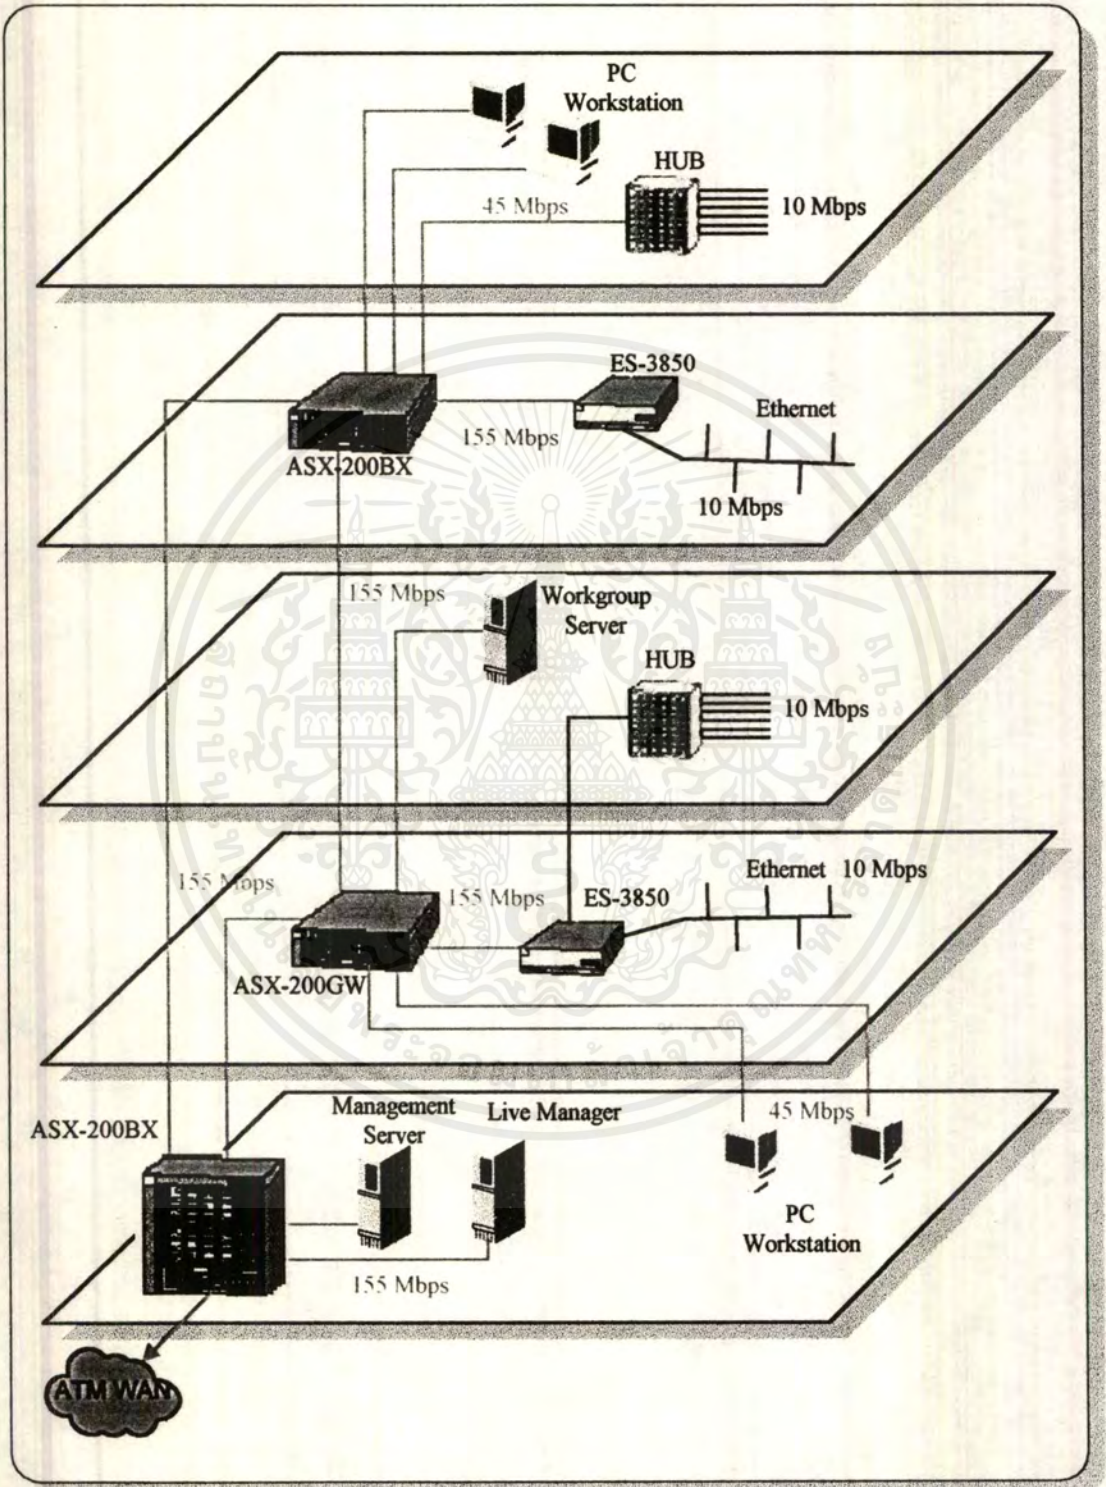 PC
Workstation
HUB
45 Mbps
10 Mbps
ES-3850
Ethernet
155 Mbps
ASX-200BX
10 Mbps
155 Mbps
Workgroup
Server
HUB
10 Mbps
155 Mbps
155 Mbps
ES-3850
Ethernet 10 Mbps
ASX-200GW
ASX-200BX
Management
Server
Live Manager
45 Mbps
PC
Workstation
155 Mbps
ATM WAN